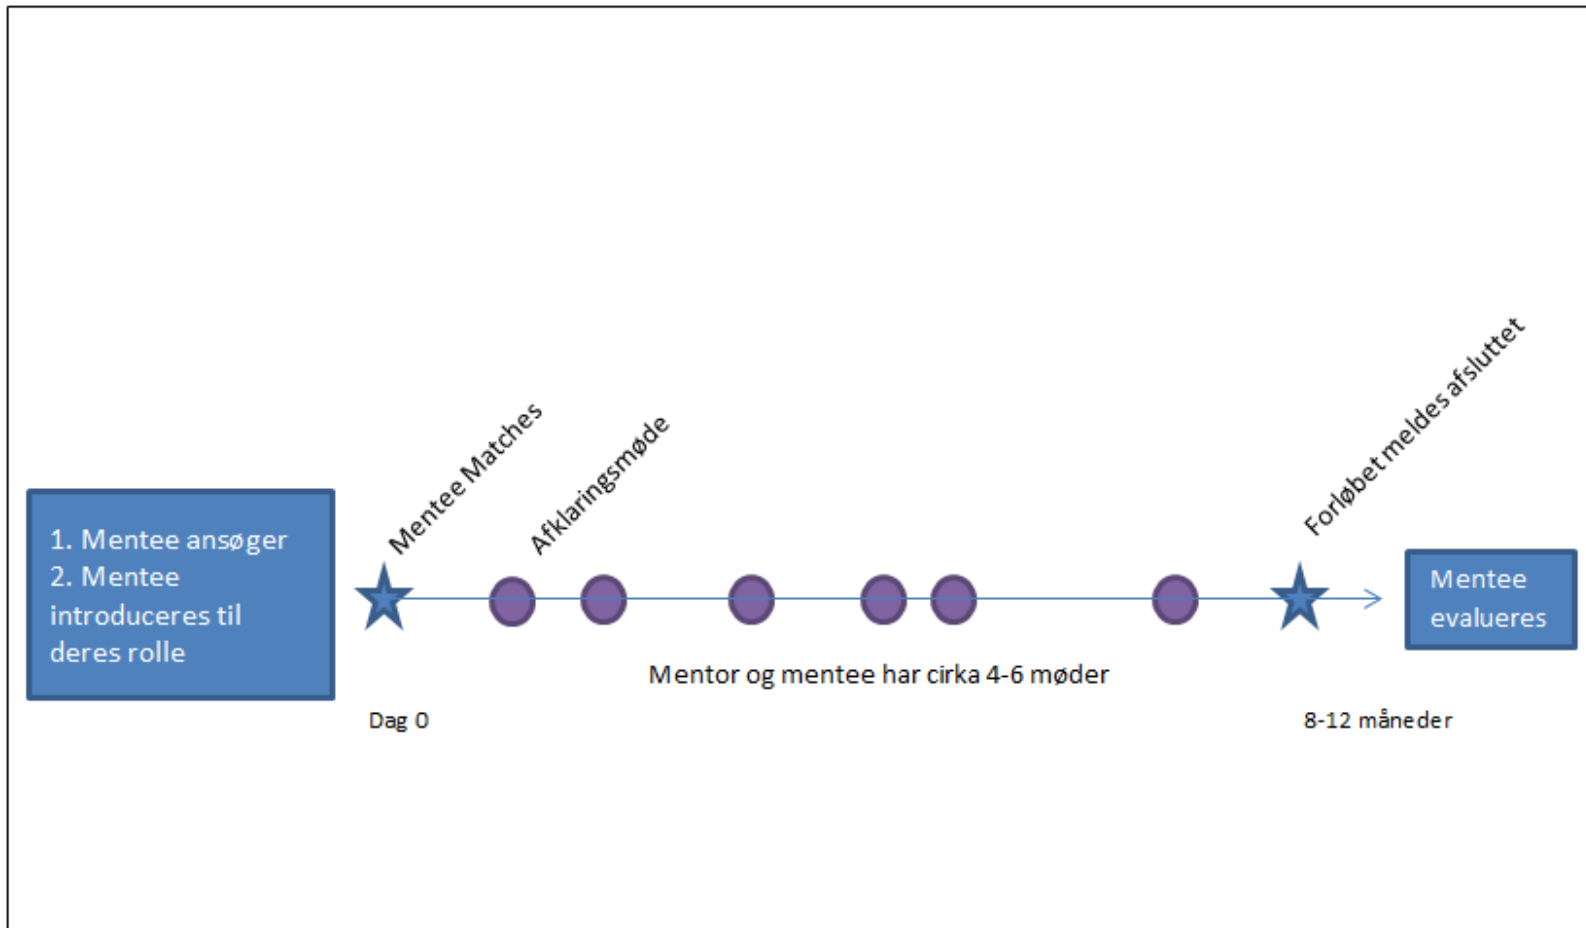 1. Mentee ansøger
2. Mentee
introduceres til
deres rolle
Mentee Matches
Afklaringsmøde
Forløbet meldes afsluttet
Mentee
evalueres
Mentor og mentee har cirka 4-6 møder
Dag 0
8-12 måneder